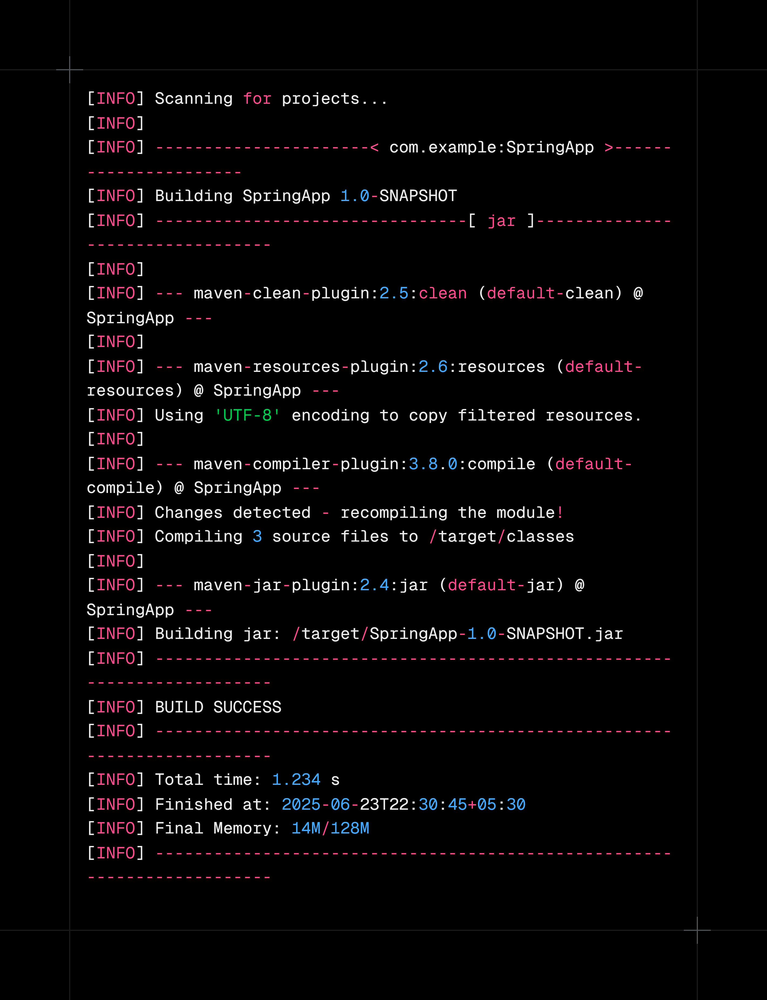 [INFO] Scanning for projects...
[INFO]
[INFO] ----------------------< com.example:SpringApp >------
----------------
[INFO] Building SpringApp 1.0-SNAPSHOT
[INFO] --------------------------------[ jar ]--------------
-------------------
[INFO]
[INFO] --- maven-clean-plugin:2.5:clean (default-clean) @
SpringApp ---
[INFO]
[INFO] --- maven-resources-plugin:2.6:resources (default-
resources) @ SpringApp ---
[INFO] Using 'UTF-8' encoding to copy filtered resources.
[INFO]
[INFO] --- maven-compiler-plugin:3.8.0:compile (default-
compile) @ SpringApp ---
[INFO] Changes detected - recompiling the module!
[INFO] Compiling 3 source files to /target/classes
[INFO]
[INFO] --- maven-jar-plugin:2.4:jar (default-jar) @
SpringApp ---
[INFO] Building jar: /target/SpringApp-1.0-SNAPSHOT.jar
[INFO] -----------------------------------------------------
-------------------
[INFO] BUILD SUCCESS
[INFO] -----------------------------------------------------
-------------------
[INFO] Total time: 1.234 s
[INFO] Finished at: 2025-06-23T22:30:45+05:30
[INFO] Final Memory: 14M/128M
[INFO] -----------------------------------------------------
-------------------